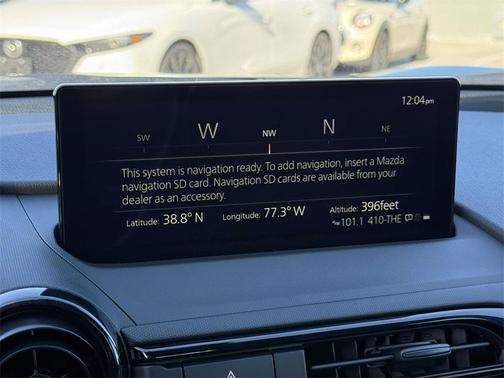 12:04pm
SW W NW N NE
This system is navigation ready. To add navigation, insert a Mazda
navigation SD card. Navigation SD cards are available from your
dealer as an accessory.
Latitude: 38.8° N Longitude: 77.3° W Altitude: 396feet
101.1 410-THE